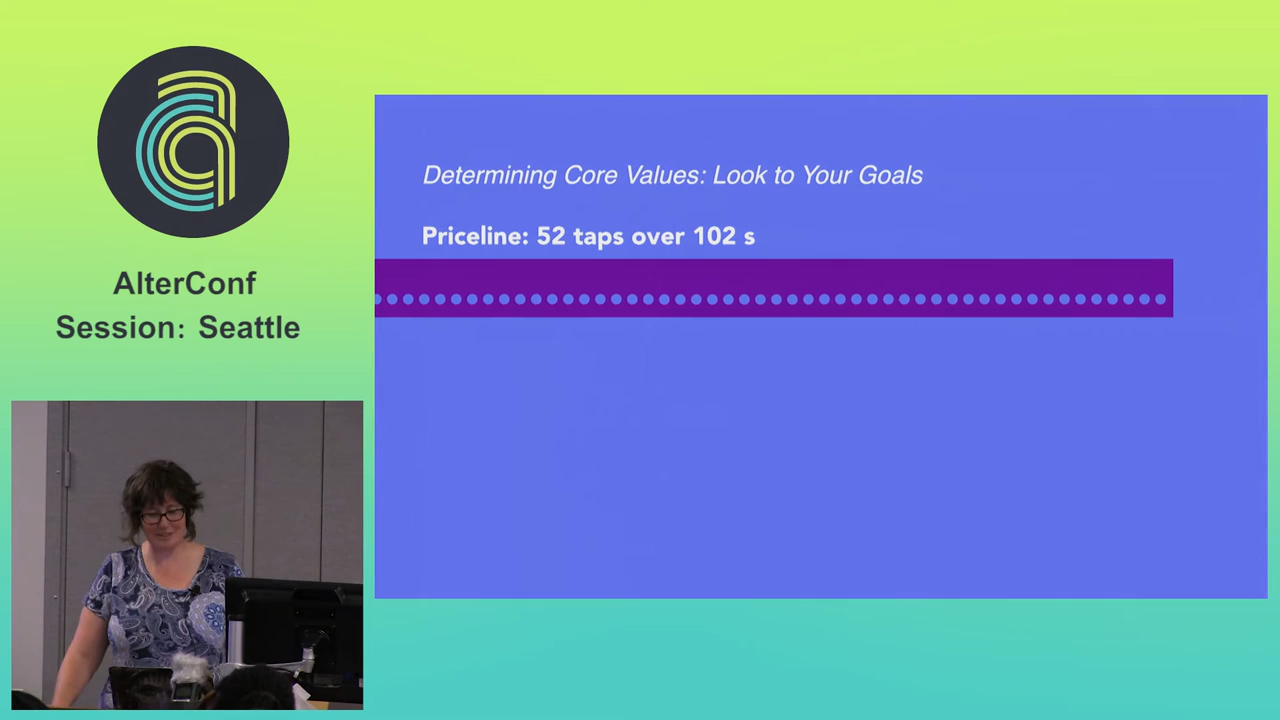 AlterConf
Session: Seattle
Determining Core Values: Look to Your Goals
Priceline: 52 taps over 102 s